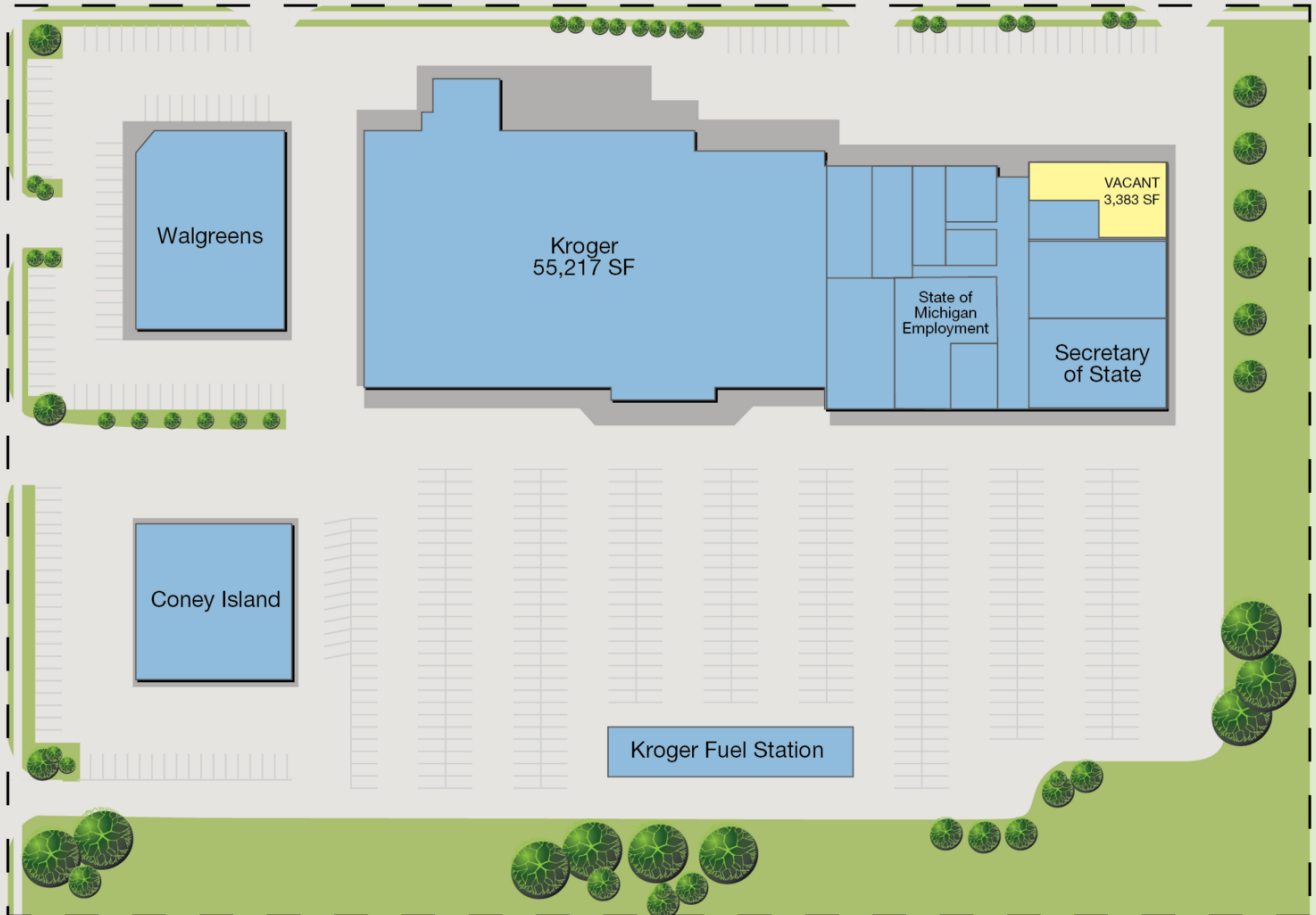 VACANT
3,383 SF
Walgreens
Kroger
55,217 SF
State of
Michigan
Employment
Secretary
of State
Coney Island
Kroger Fuel Station